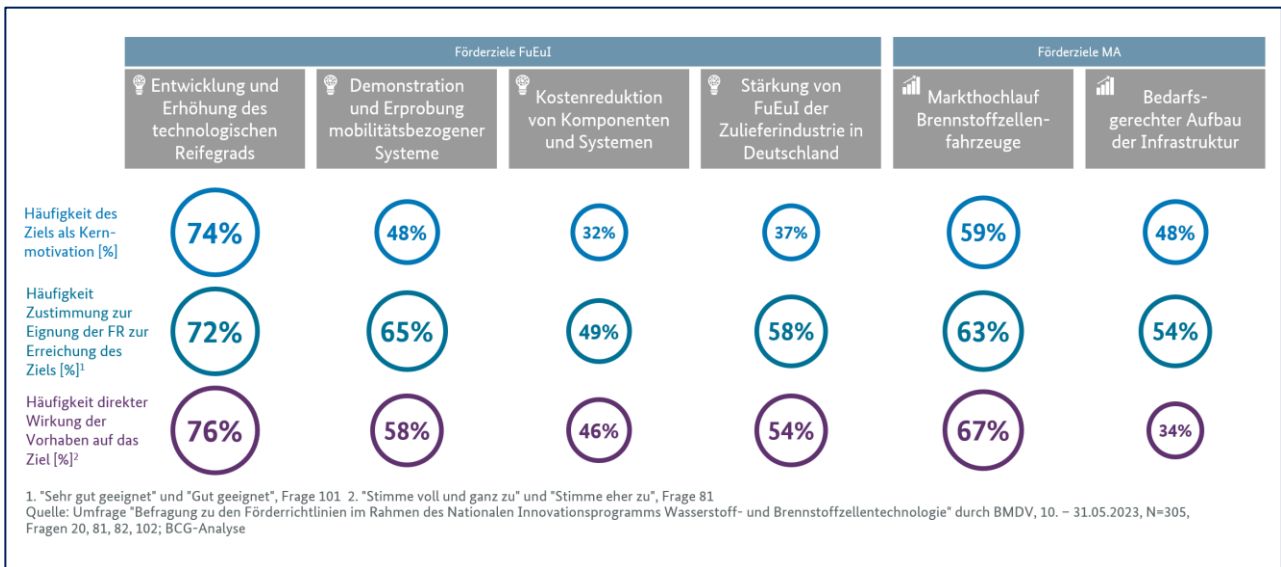 Förderziele FuEuI
Förderziele MA
Entwicklung und
Erhöhung des
technologischen
Reifegrads
Demonstration
und Erprobung
mobilitätsbezogener
Systeme
Kostenreduktion
von Komponenten
und Systemen
Stärkung von
FuEuI der
Zulieferindustrie in
Deutschland
Markthochlauf
Brennstoffzellen-
fahrzeuge
Bedarfs-
gerechter Aufbau
der Infrastruktur
Häufigkeit des
Ziels als Kern-
motivation [%]
74%
48%
32%
37%
59%
48%
Häufigkeit
Zustimmung zur
Eignung der FR zur
Erreichung des
Ziels [%]¹
72%
65%
49%
58%
63%
54%
Häufigkeit direkter
Wirkung der
Vorhaben auf das
Ziel [%]²
76%
58%
46%
54%
67%
34%
1. "Sehr gut geeignet" und "Gut geeignet", Frage 101 2. "Stimme voll und ganz zu" und "Stimme eher zu", Frage 81
Quelle: Umfrage "Befragung zu den Förderrichtlinien im Rahmen des Nationalen Innovationsprogramms Wasserstoff- und Brennstoffzellentechnologie" durch BMDV, 10. – 31.05.2023, N=305,
Fragen 20, 81, 82, 102; BCG-Analyse